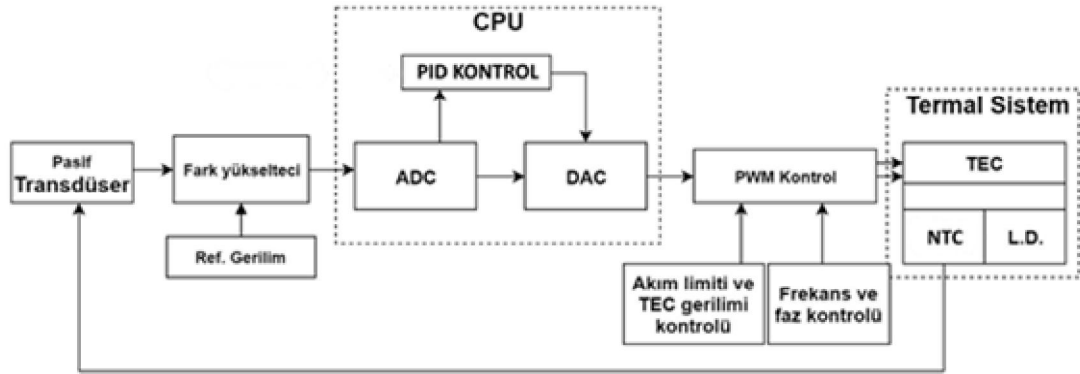 CPU
PID KONTROL
Termal Sistem
Pasif
Transdüser
Fark yükselteci
ADC
DAC
PWM Kontrol
TEC
NTC
L.D.
Ref. Gerilim
Akım limiti ve
TEC gerilimi
kontrolü
Frekans ve
faz kontrolü